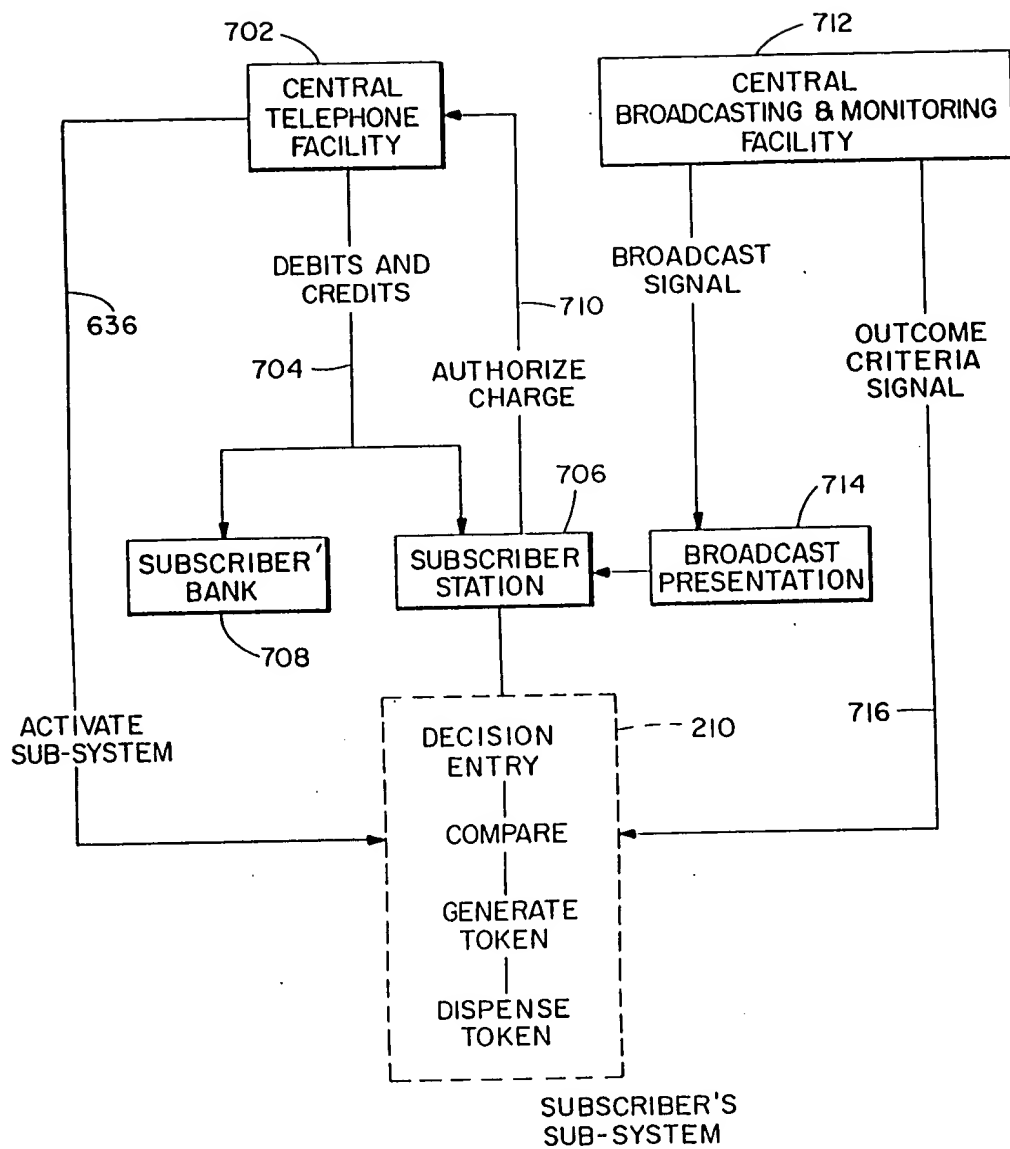 702
712
CENTRAL
TELEPHONE
FACILITY
CENTRAL
BROADCASTING & MONITORING
FACILITY
DEBITS AND
CREDITS
BROADCAST
SIGNAL
636
710
704
AUTHORIZE
CHARGE
OUTCOME
CRITERIA
SIGNAL
706
714
SUBSCRIBER'
BANK
SUBSCRIBER
STATION
BROADCAST
PRESENTATION
708
ACTIVATE
SUB-SYSTEM
716
210
DECISION
ENTRY
COMPARE
GENERATE
TOKEN
DISPENSE
TOKEN
SUBSCRIBER'S
SUB-SYSTEM